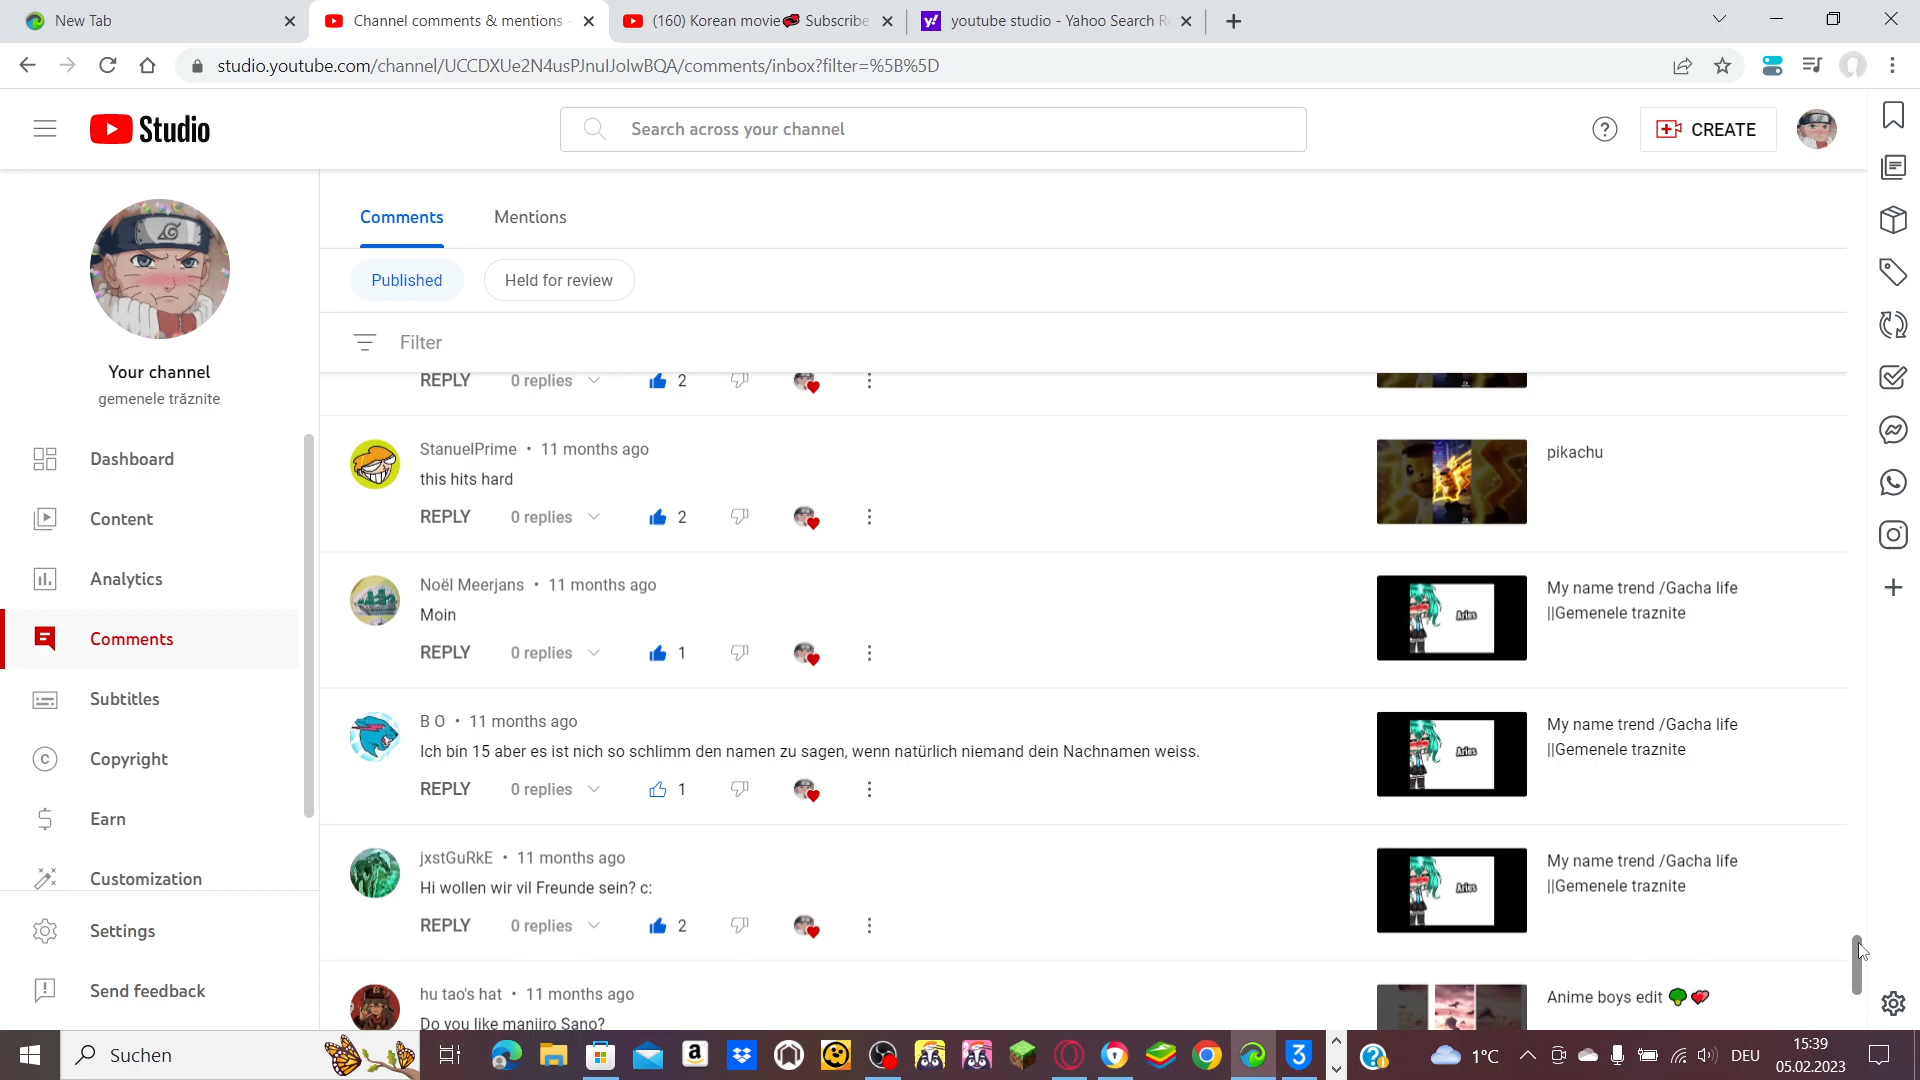 New Tab
Channel comments & mentions -
(160) Korean movie Subscribe
youtube studio - Yahoo Search R
studio.youtube.com/channel/UCCDXUe2N4usPJnulJolwBQA/comments/inbox?filter=%5B%5D
Studio
Search across your channel
CREATE
Your channel
gemenele trăznite
Dashboard
Content
Analytics
Comments
Subtitles
Copyright
Earn
Customization
Settings
Send feedback
Comments Mentions
Published Held for review
Filter
REPLY 0 replies 2
StanuelPrime • 11 months ago
this hits hard
REPLY 0 replies 2
pikachu
Noël Meerjans • 11 months ago
Moin
REPLY 0 replies 1
Aries
My name trend /Gacha life
||Gemenele traznite
B O • 11 months ago
Ich bin 15 aber es ist nich so schlimm den namen zu sagen, wenn natürlich niemand dein Nachnamen weiss.
REPLY 0 replies 1
Aries
My name trend /Gacha life
||Gemenele traznite
jxstGuRkE • 11 months ago
Hi wollen wir vil Freunde sein? c:
REPLY 0 replies 2
Aries
My name trend /Gacha life
||Gemenele traznite
hu tao's hat • 11 months ago
Do you like manjiro Sano?
Anime boys edit 🥦💕
Suchen
1°C
DEU
15:39
05.02.2023